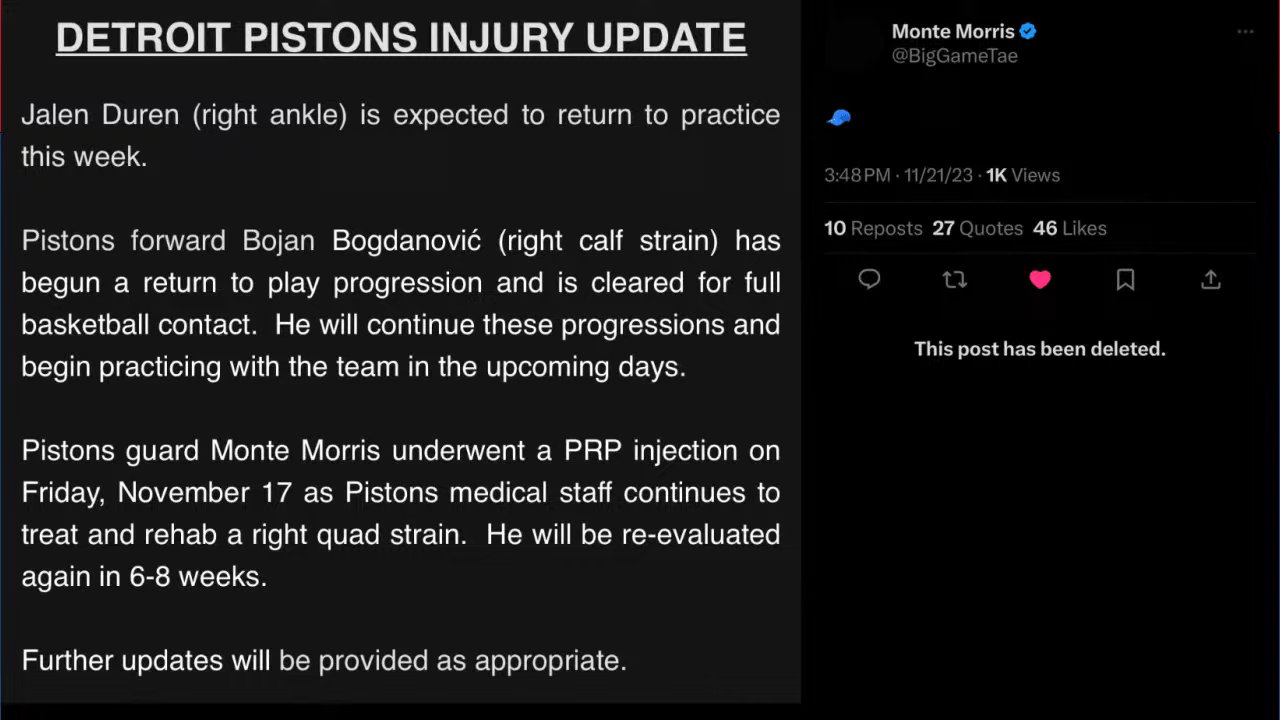 DETROIT PISTONS INJURY UPDATE
Jalen Duren (right ankle) is expected to return to practice
this week.
Pistons forward Bojan Bogdanović (right calf strain) has
begun a return to play progression and is cleared for full
basketball contact.  He will continue these progressions and
begin practicing with the team in the upcoming days.
Pistons guard Monte Morris underwent a PRP injection on
Friday, November 17 as Pistons medical staff continues to
treat and rehab a right quad strain.  He will be re-evaluated
again in 6-8 weeks.
Further updates will be provided as appropriate.
Monte Morris
@BigGameTae
🧢
3:48 PM · 11/21/23 · 1K Views
10 Reposts 27 Quotes 46 Likes
This post has been deleted.